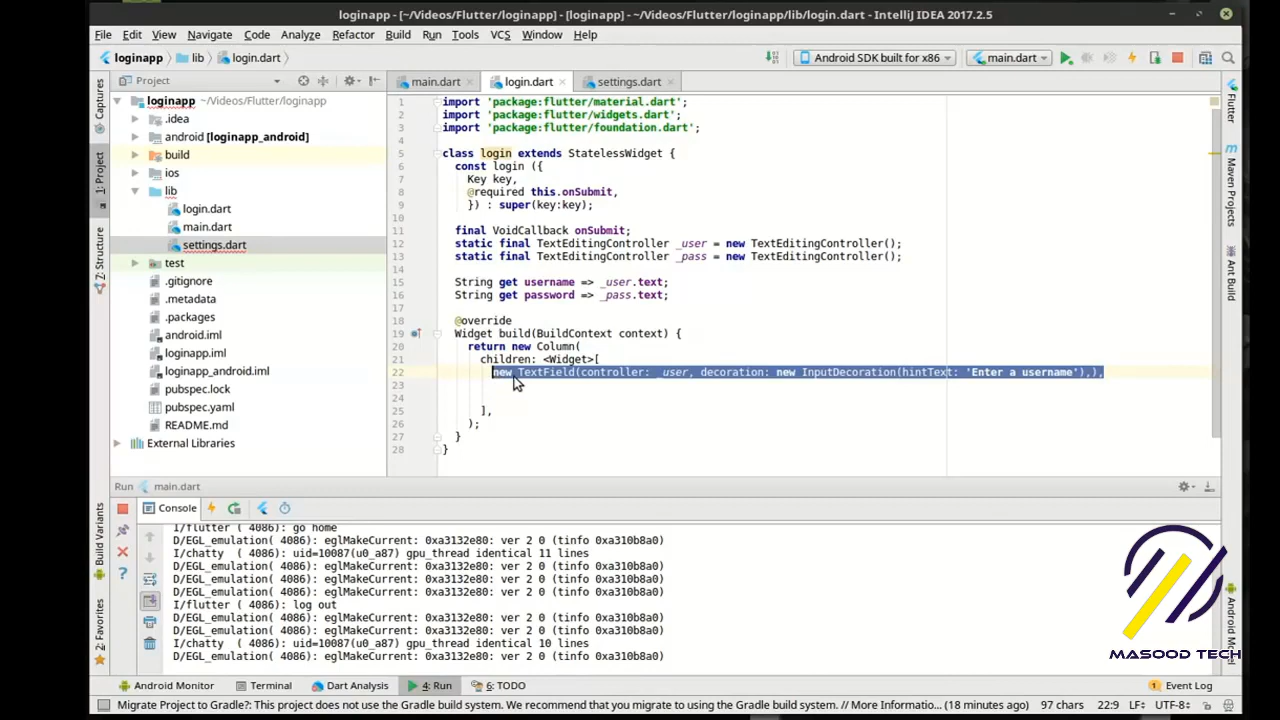 loginapp - [~/Videos/Flutter/loginapp] - [loginapp] - ~/Videos/Flutter/loginapp/lib/login.dart - IntelliJ IDEA 2017.2.5
File Edit View Navigate Code Analyze Refactor Build Run Tools VCS Window Help
loginapp lib login.dart Android SDK built for x86 main.dart
Project main.dart login.dart settings.dart
loginapp ~/Videos/Flutter/loginapp
.idea
android [loginapp_android]
build
ios
lib
login.dart
main.dart
settings.dart
test
.gitignore
.metadata
.packages
android.iml
loginapp.iml
loginapp_android.iml
pubspec.lock
pubspec.yaml
README.md
External Libraries
1 import 'package:flutter/material.dart';
2 import 'package:flutter/widgets.dart';
3 import 'package:flutter/foundation.dart';
4
5 class login extends StatelessWidget {
6 const login ({
7 Key key,
8 @required this.onSubmit,
9 }) : super(key:key);
10
11 final VoidCallback onSubmit;
12 static final TextEditingController _user = new TextEditingController();
13 static final TextEditingController _pass = new TextEditingController();
14
15 String get username => _user.text;
16 String get password => _pass.text;
17
18 @override
19 Widget build(BuildContext context) {
20 return new Column(
21 children: <Widget>[
22 new TextField(controller: _user, decoration: new InputDecoration(hintText: 'Enter a username'),),
23
24
25 ],
26 );
27 }
28 }
Captures
1: Project
7: Structure
Build Variants
2: Favorites
Flutter
Maven Projects
Ant Build
Android Model
Run main.dart
Console
I/flutter ( 4086): go home
D/EGL_emulation( 4086): eglMakeCurrent: 0xa3132e80: ver 2 0 (tinfo 0xa310b8a0)
I/chatty ( 4086): uid=10087(u0_a87) gpu_thread identical 11 lines
D/EGL_emulation( 4086): eglMakeCurrent: 0xa3132e80: ver 2 0 (tinfo 0xa310b8a0)
D/EGL_emulation( 4086): eglMakeCurrent: 0xa3132e80: ver 2 0 (tinfo 0xa310b8a0)
D/EGL_emulation( 4086): eglMakeCurrent: 0xa3132e80: ver 2 0 (tinfo 0xa310b8a0)
I/flutter ( 4086): log out
D/EGL_emulation( 4086): eglMakeCurrent: 0xa3132e80: ver 2 0 (tinfo 0xa310b8a0)
D/EGL_emulation( 4086): eglMakeCurrent: 0xa3132e80: ver 2 0 (tinfo 0xa310b8a0)
I/chatty ( 4086): uid=10087(u0_a87) gpu_thread identical 10 lines
D/EGL_emulation( 4086): eglMakeCurrent: 0xa3132e80: ver 2 0 (tinfo 0xa310b8a0)
MASOOD TECH
Android Monitor Terminal Dart Analysis 4: Run 6: TODO Event Log
Migrate Project to Gradle?: This project does not use the Gradle build system. We recommend that you migrate to using the Gradle build system. // More Informatio... (18 minutes ago) 97 chars 22:9 LF÷ UTF-8÷